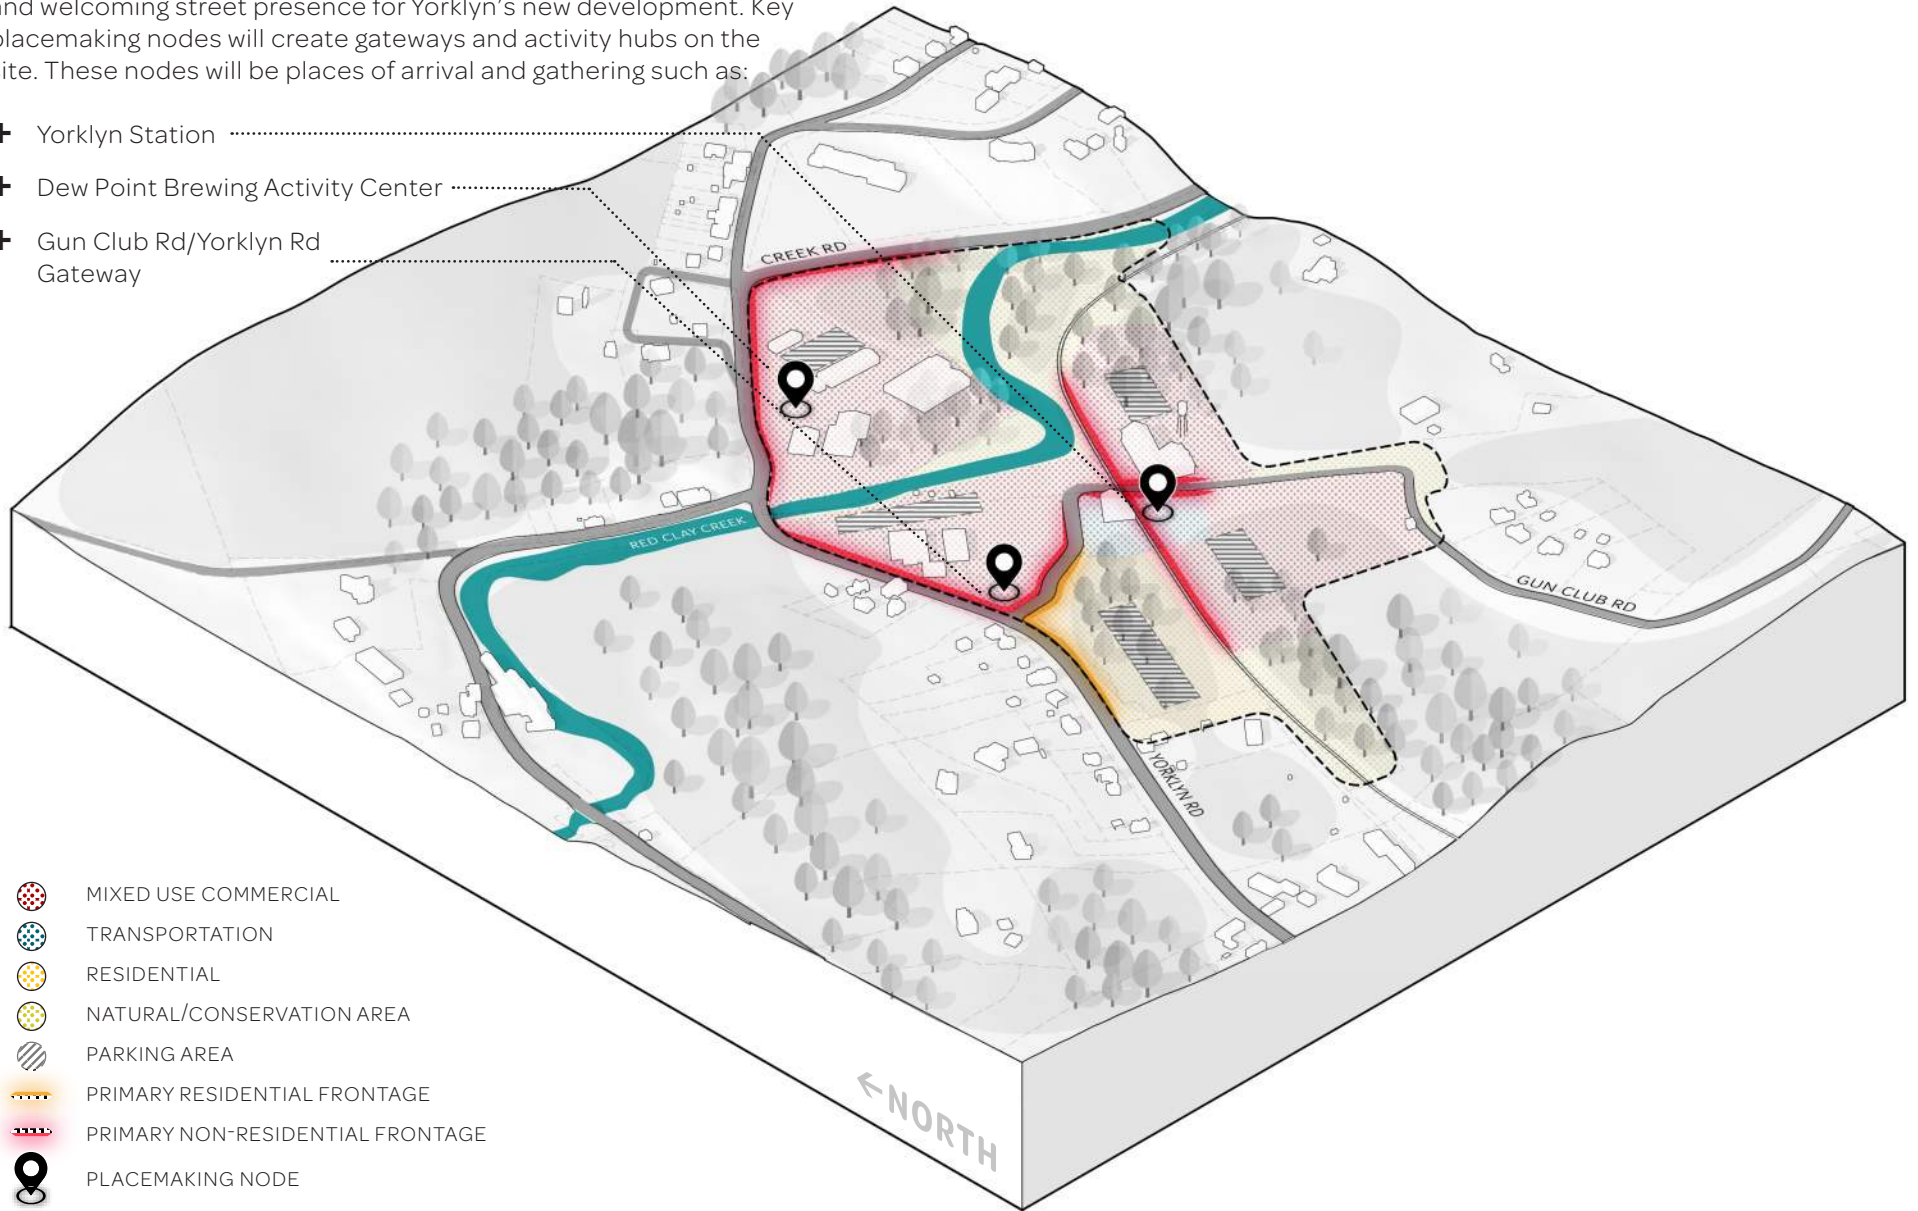 and welcoming street presence for Yorklyn's new development. Key
placemaking nodes will create gateways and activity hubs on the
ite. These nodes will be places of arrival and gathering such as:
+ Yorklyn Station
+ Dew Point Brewing Activity Center
+ Gun Club Rd/Yorklyn Rd
Gateway
CREEK RD
RED CLAY CREEK
GUN CLUB RD
YORKLYN RD
MIXED USE COMMERCIAL
TRANSPORTATION
RESIDENTIAL
NATURAL/CONSERVATION AREA
PARKING AREA
PRIMARY RESIDENTIAL FRONTAGE
PRIMARY NON-RESIDENTIAL FRONTAGE
PLACEMAKING NODE
←NORTH